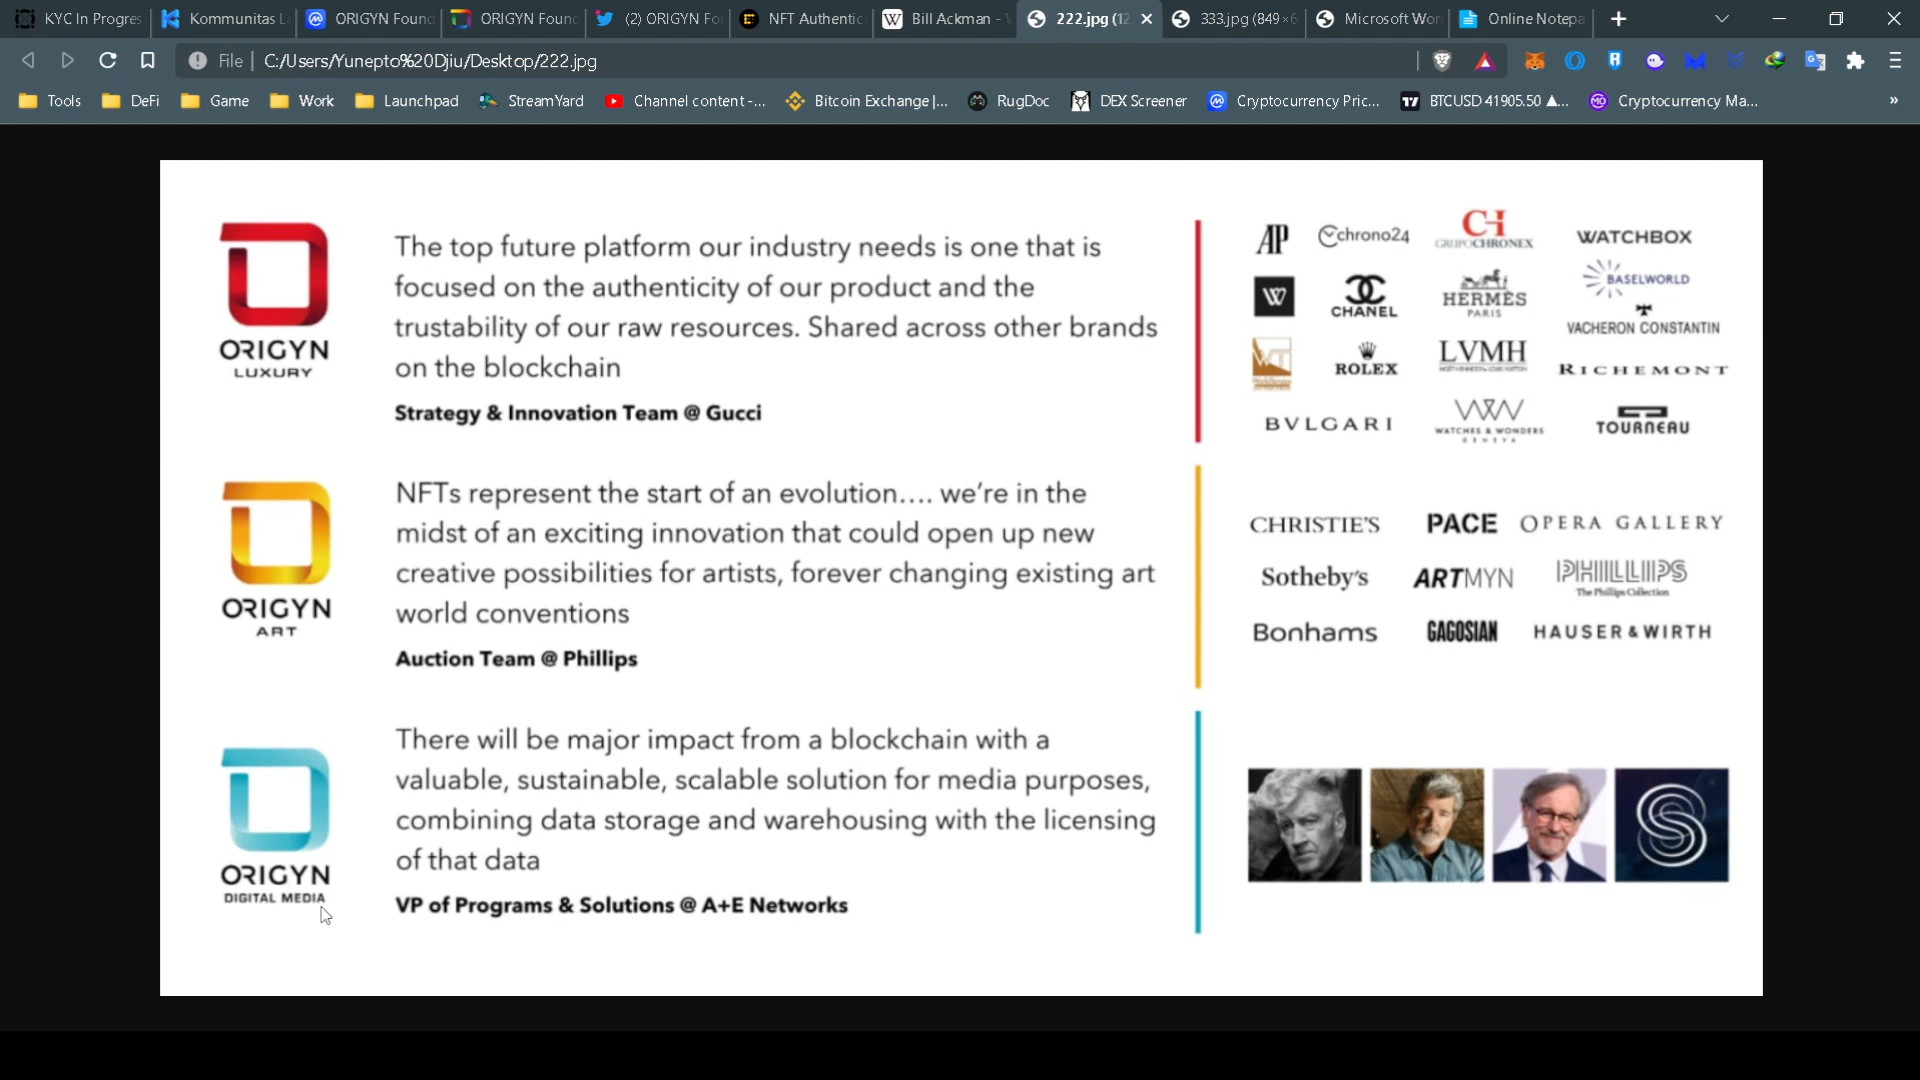 KYC In Progres
Kommunitas L
ORIGYN Found
ORIGYN Foun
(2) ORIGYN Fo
NFT Authentic
Bill Ackman -
222.jpg (12
333.jpg (849×6
Microsoft Wor
Online Notepa
File
C:/Users/Yunepto%20Djiu/Desktop/222.jpg
Tools
DeFi
Game
Work
Launchpad
StreamYard
Channel content -...
Bitcoin Exchange |...
RugDoc
DEX Screener
Cryptocurrency Pric...
BTCUSD 41905.50 ▲...
Cryptocurrency Ma...
»
ORIGYN
LUXURY
The top future platform our industry needs is one that is
focused on the authenticity of our product and the
trustability of our raw resources. Shared across other brands
on the blockchain
Strategy & Innovation Team @ Gucci
AP
chrono24
CH
GRUPOCHRONEX
WATCHBOX
W
CHANEL
HERMÈS
PARIS
BASELWORLD
VACHERON CONSTANTIN
WT
ROLEX
LVMH
RICHEMONT
BVLGARI
WATCHES & WONDERS
GENEVA
TOURNEAU
ORIGYN
ART
NFTs represent the start of an evolution…. we're in the
midst of an exciting innovation that could open up new
creative possibilities for artists, forever changing existing art
world conventions
Auction Team @ Phillips
CHRISTIE'S
PACE
OPERA GALLERY
Sotheby's
ARTMYN
PHILLIPS
The Phillips Collection
Bonhams
GAGOSIAN
HAUSER & WIRTH
ORIGYN
DIGITAL MEDIA
There will be major impact from a blockchain with a
valuable, sustainable, scalable solution for media purposes,
combining data storage and warehousing with the licensing
of that data
VP of Programs & Solutions @ A+E Networks